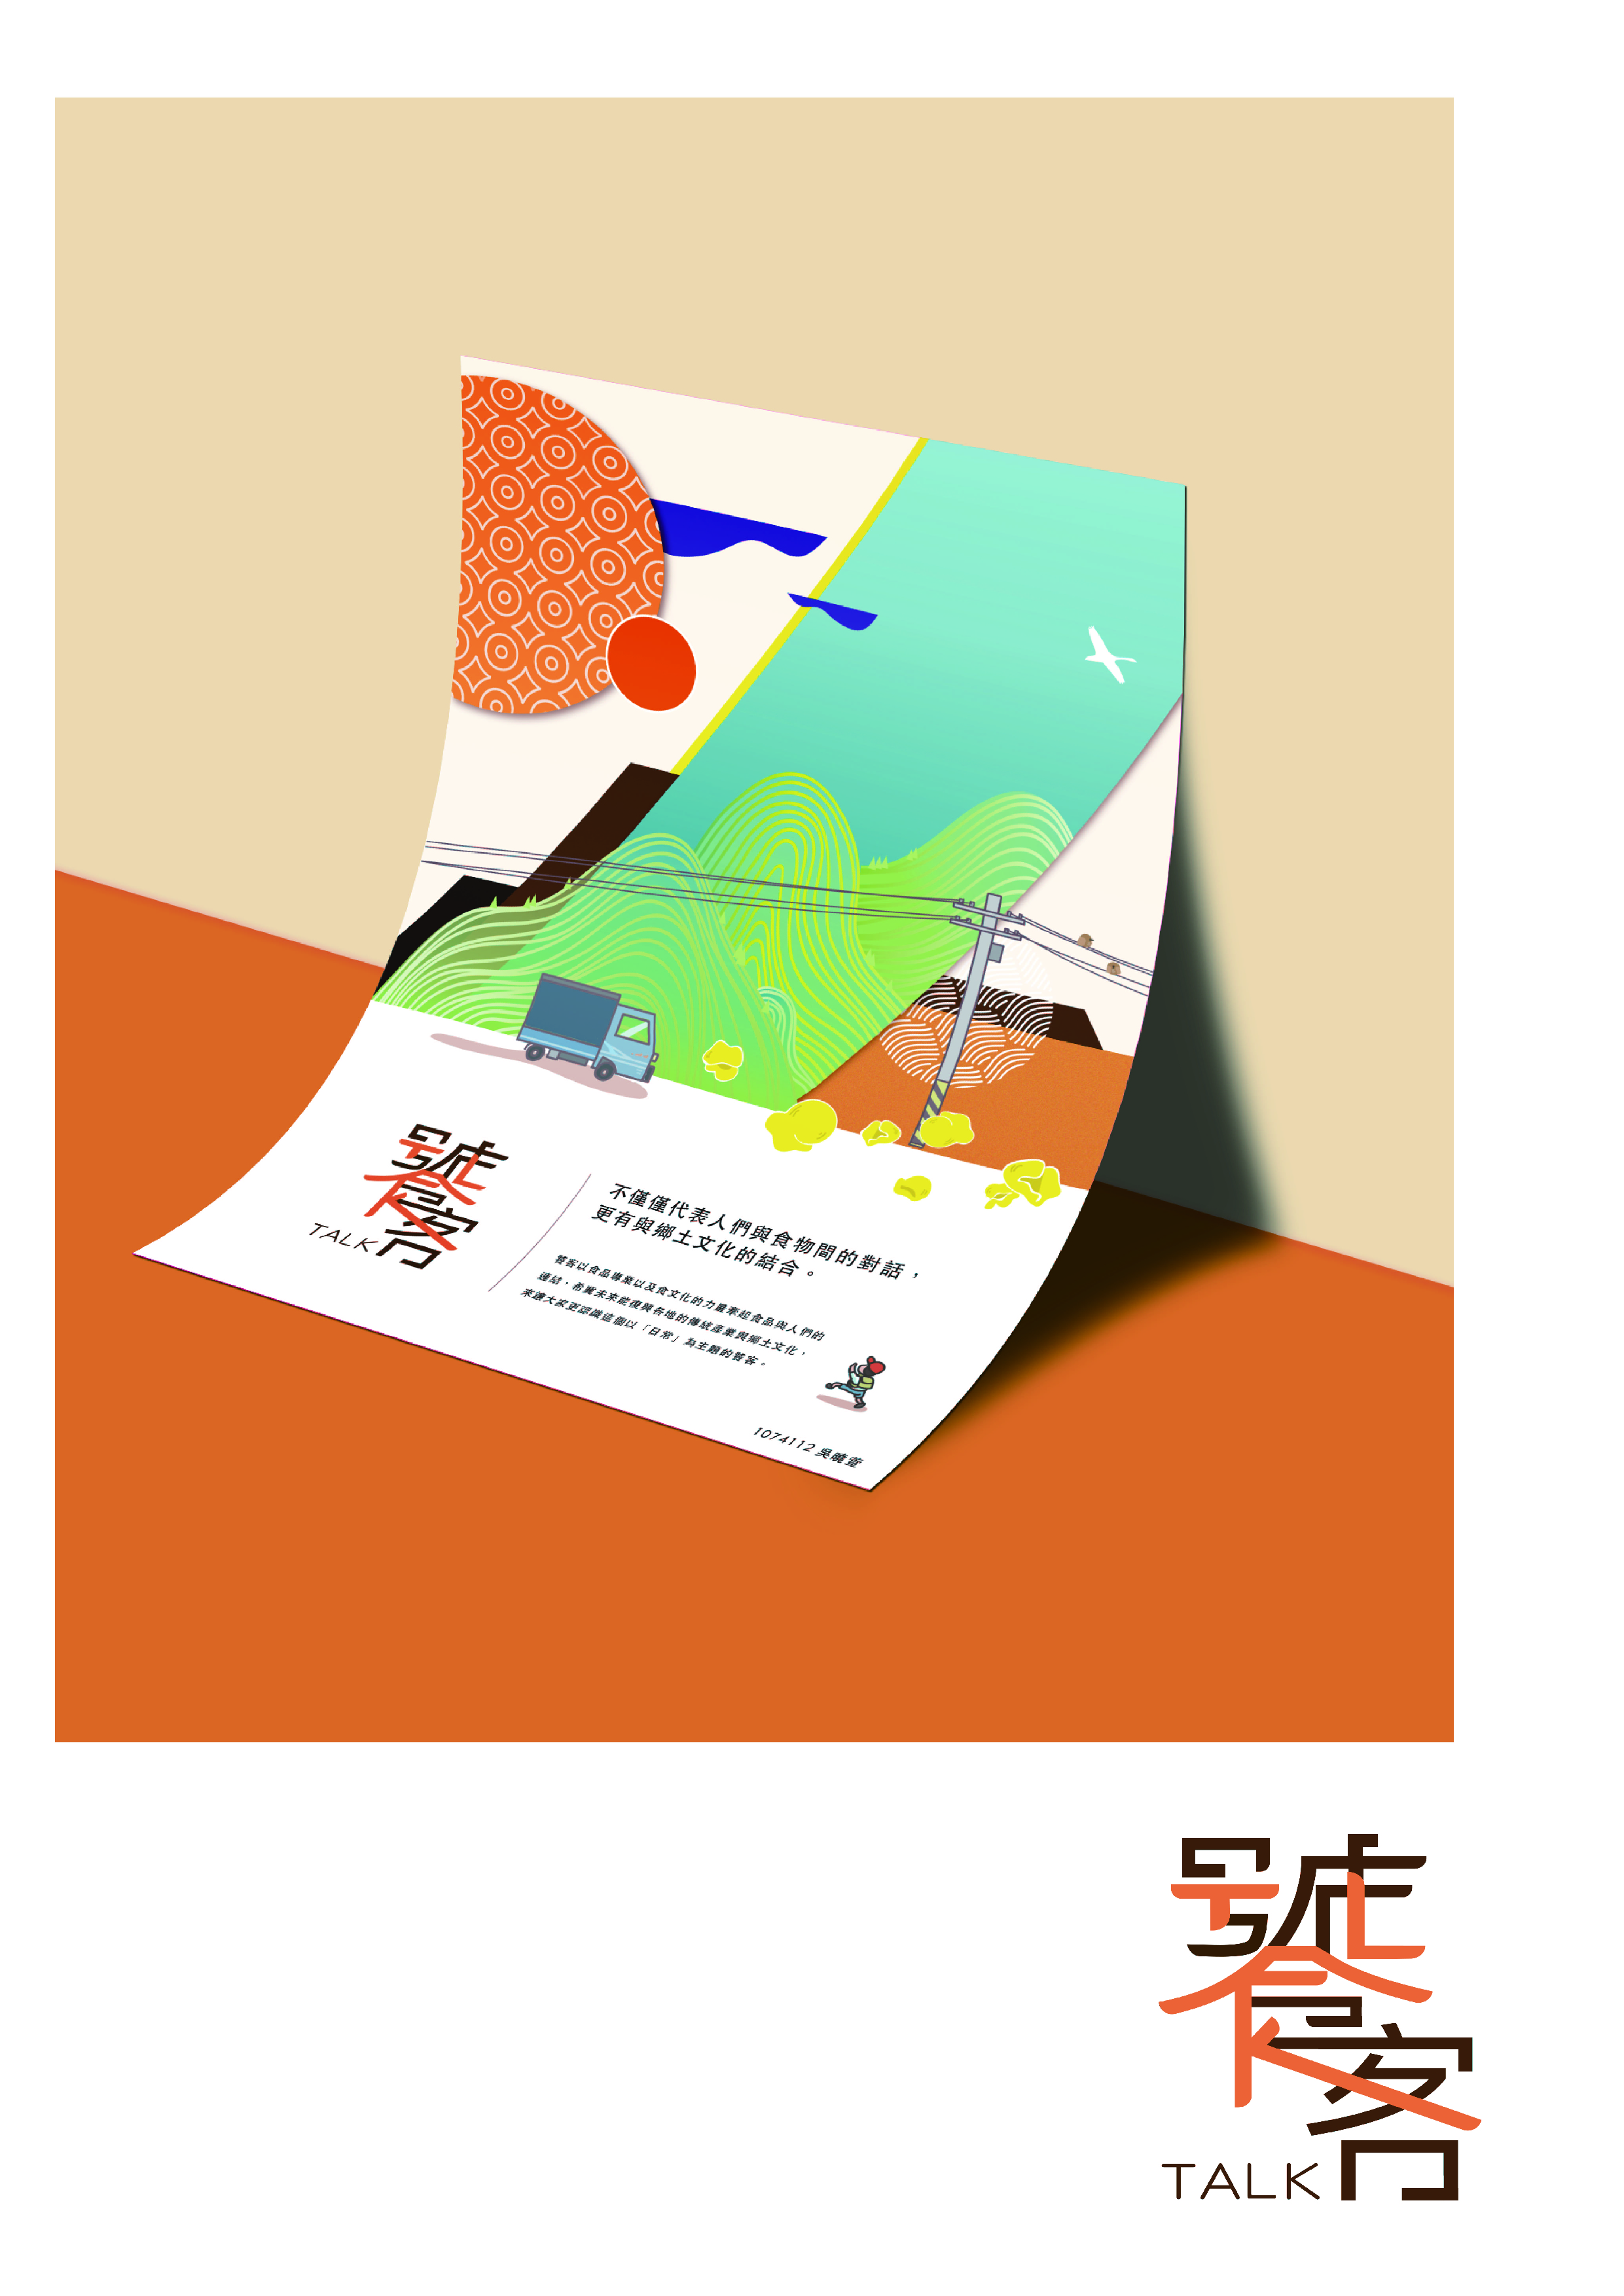 饕客
TALK
不僅僅代表人們與食物間的對話，
更有與鄉土文化的結合。
饕客以食品專業以及食文化的力量牽起食品與人們的
連結，希冀未來能復興各地的傳統產業與鄉土文化，
來讓大家更認識這個以「日常」為主題的饕客。
1074112 吳曉萱
饕客
TALK